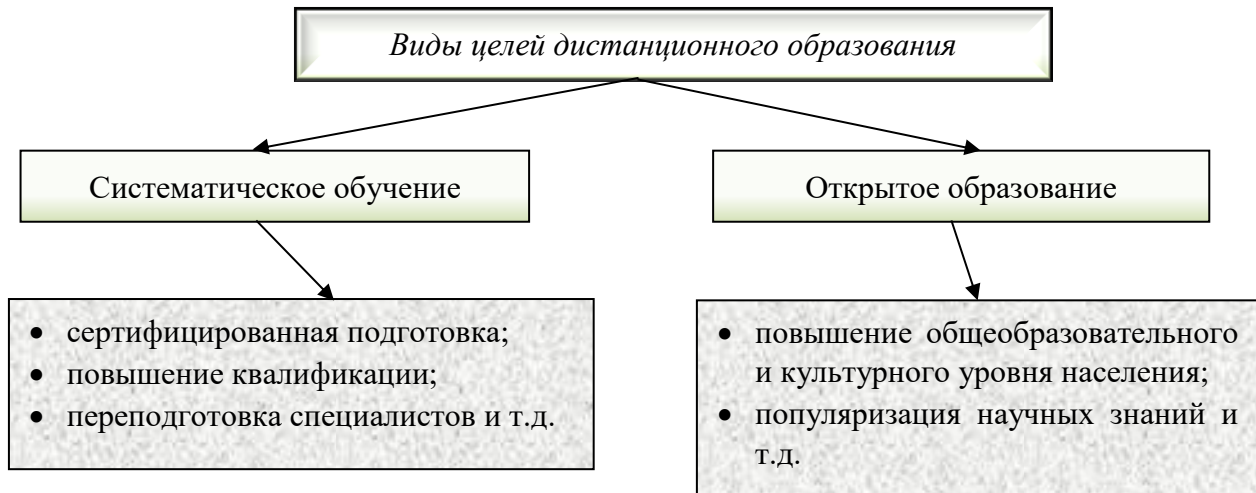 Виды целей дистанционного образования
Систематическое обучение
Открытое образование
• сертифицированная подготовка;
• повышение квалификации;
• переподготовка специалистов и т.д.
• повышение общеобразовательного
и культурного уровня населения;
• популяризация научных знаний и
т.д.